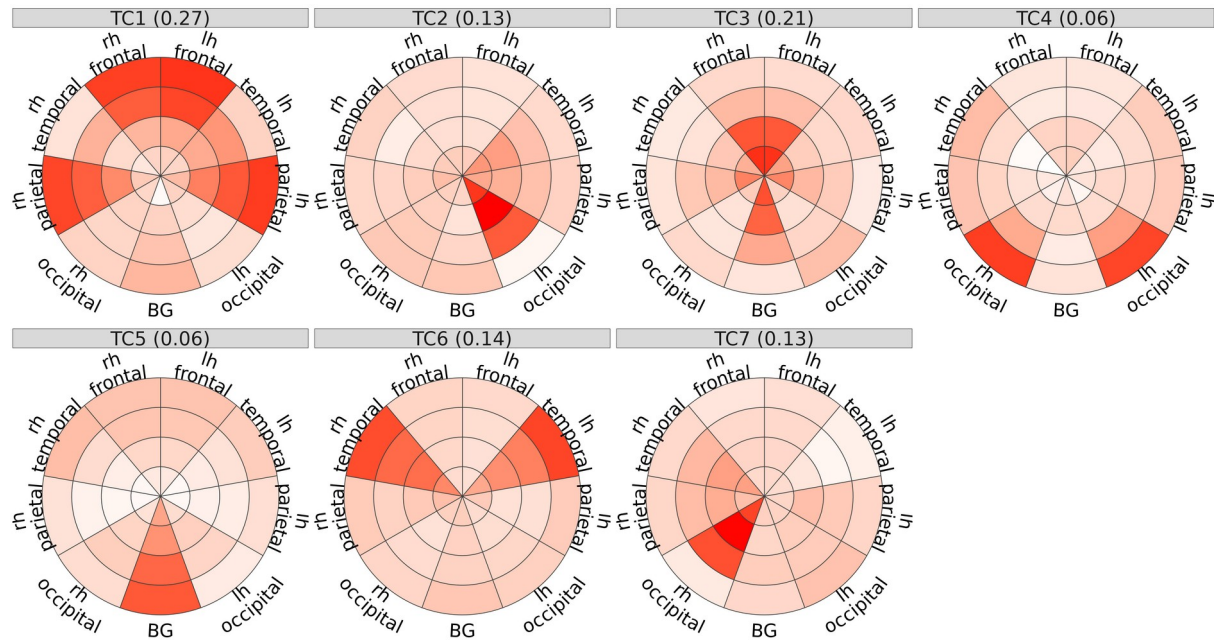 TC1 (0.27)
TC2 (0.13)
TC3 (0.21)
TC4 (0.06)
rh frontal
lh frontal
rh temporal
lh temporal
rh parietal
lh parietal
rh occipital
lh occipital
BG
rh frontal
lh frontal
rh temporal
lh temporal
rh parietal
lh parietal
rh occipital
lh occipital
BG
rh frontal
lh frontal
rh temporal
lh temporal
rh parietal
lh parietal
rh occipital
lh occipital
BG
rh frontal
lh frontal
rh temporal
lh temporal
rh parietal
lh parietal
rh occipital
lh occipital
BG
TC5 (0.06)
TC6 (0.14)
TC7 (0.13)
rh frontal
lh frontal
rh temporal
lh temporal
rh parietal
lh parietal
rh occipital
lh occipital
BG
rh frontal
lh frontal
rh temporal
lh temporal
rh parietal
lh parietal
rh occipital
lh occipital
BG
rh frontal
lh frontal
rh temporal
lh temporal
rh parietal
lh parietal
rh occipital
lh occipital
BG